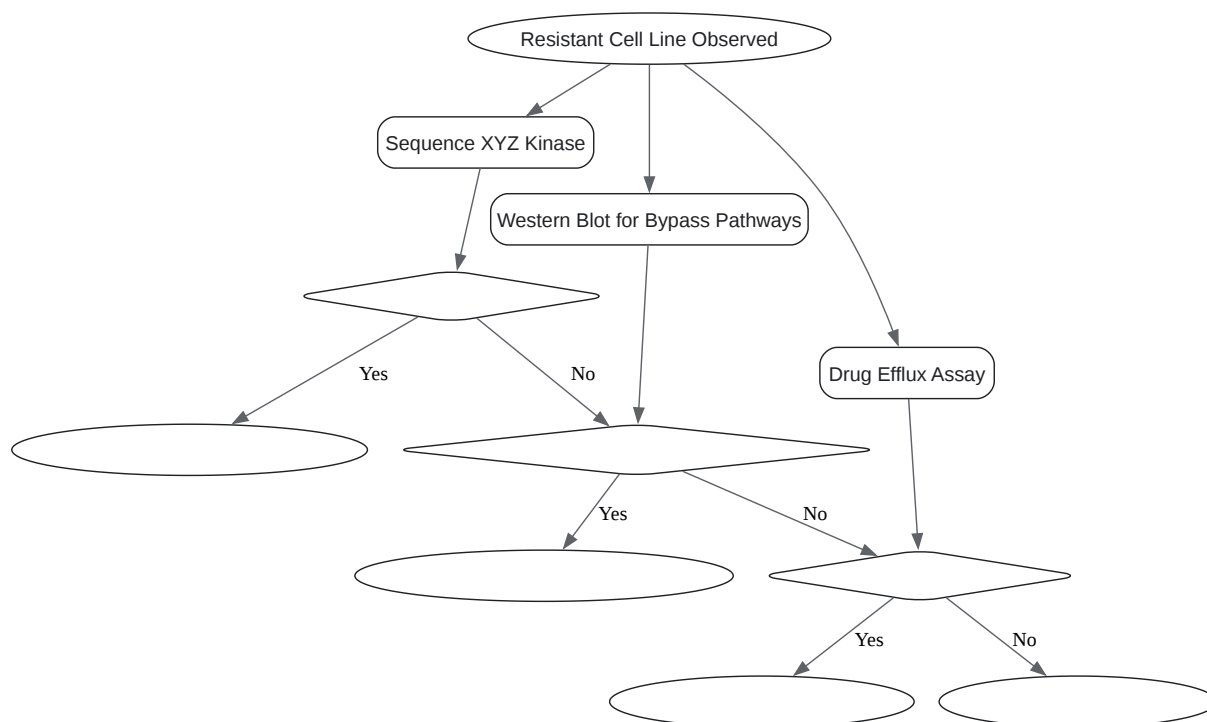 Resistant Cell Line Observed
Sequence XYZ Kinase
Western Blot for Bypass Pathways
Drug Efflux Assay
Yes
No
Yes
No
Yes
No